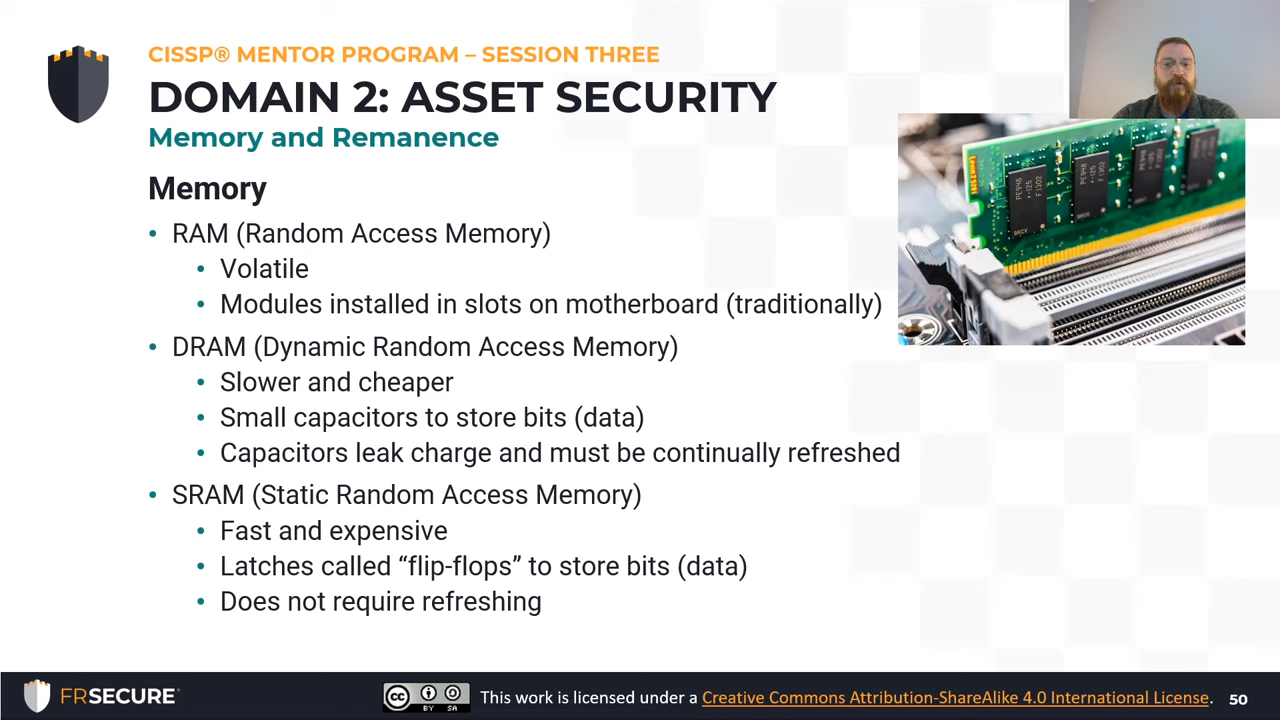 CISSP® MENTOR PROGRAM – SESSION THREE
DOMAIN 2: ASSET SECURITY
Memory and Remanence
Memory
• RAM (Random Access Memory)
• Volatile
• Modules installed in slots on motherboard (traditionally)
• DRAM (Dynamic Random Access Memory)
• Slower and cheaper
• Small capacitors to store bits (data)
• Capacitors leak charge and must be continually refreshed
• SRAM (Static Random Access Memory)
• Fast and expensive
• Latches called “flip-flops” to store bits (data)
• Does not require refreshing
FRSECURE
CC BY SA
This work is licensed under a Creative Commons Attribution-ShareAlike 4.0 International License.
50